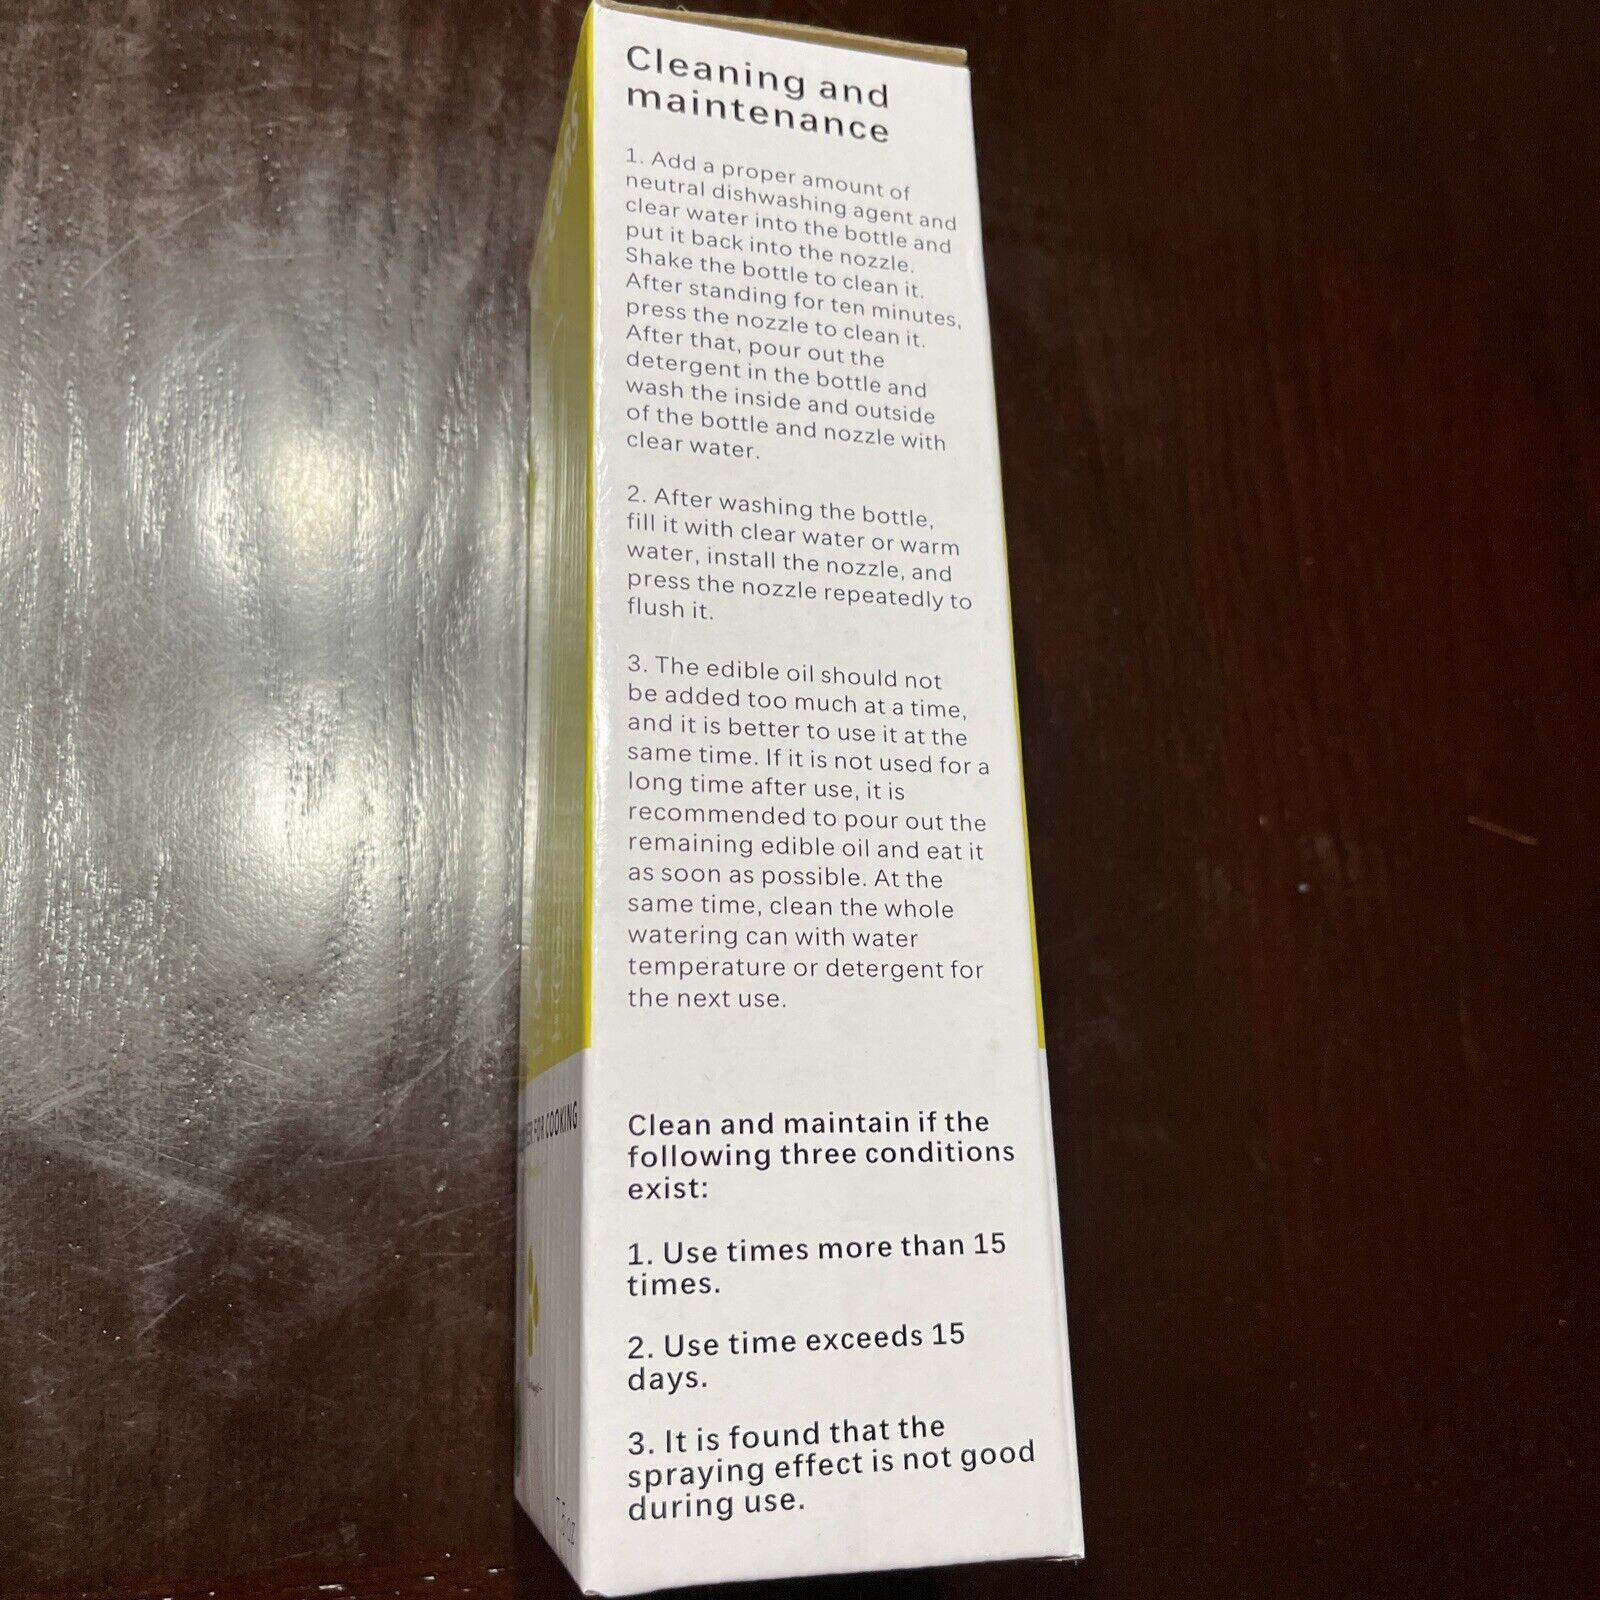 Cleaning and
maintenance
1. Add a proper amount of
neutral dishwashing agent and
clear water into the bottle and
put it back into the nozzle.
Shake the bottle to clean it.
After standing for ten minutes,
press the nozzle to clean it.
After that, pour out the
detergent in the bottle and
wash the inside and outside
of the bottle and nozzle with
clear water.
2. After washing the bottle,
fill it with clear water or warm
water, install the nozzle, and
press the nozzle repeatedly to
flush it.
3. The edible oil should not
be added too much at a time,
and it is better to use it at the
same time. If it is not used for a
long time after use, it is
recommended to pour out the
remaining edible oil and eat it
as soon as possible. At the
same time, clean the whole
watering can with water
temperature or detergent for
the next use.
Clean and maintain if the
following three conditions
exist:
1. Use times more than 15
times.
2. Use time exceeds 15
days.
3. It is found that the
spraying effect is not good
during use.
FOR COOKING